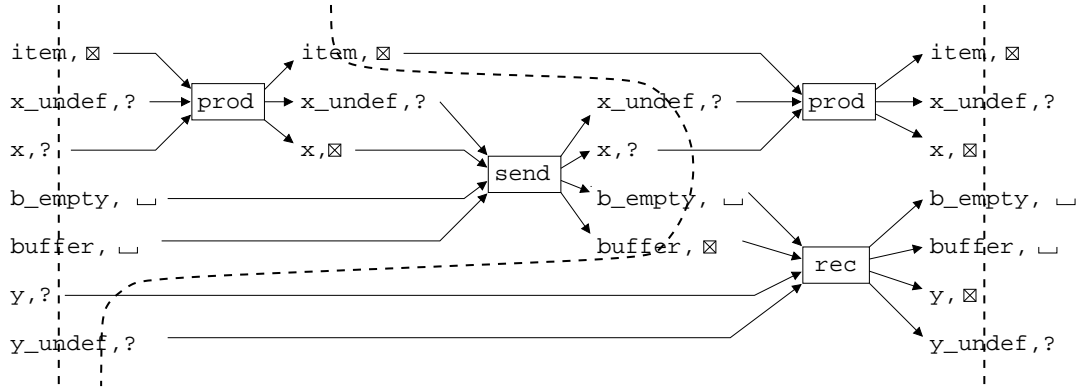 item,☒ item,☒ item,☒
x_undef,? prod x_undef,? x_undef,? prod x_undef,?
x,? x,☒ x,? x,☒
send
b_empty,␣ b_empty,␣ b_empty,␣
buffer,␣ buffer,☒ buffer,␣
rec
y,? y,☒
y_undef,? y_undef,?